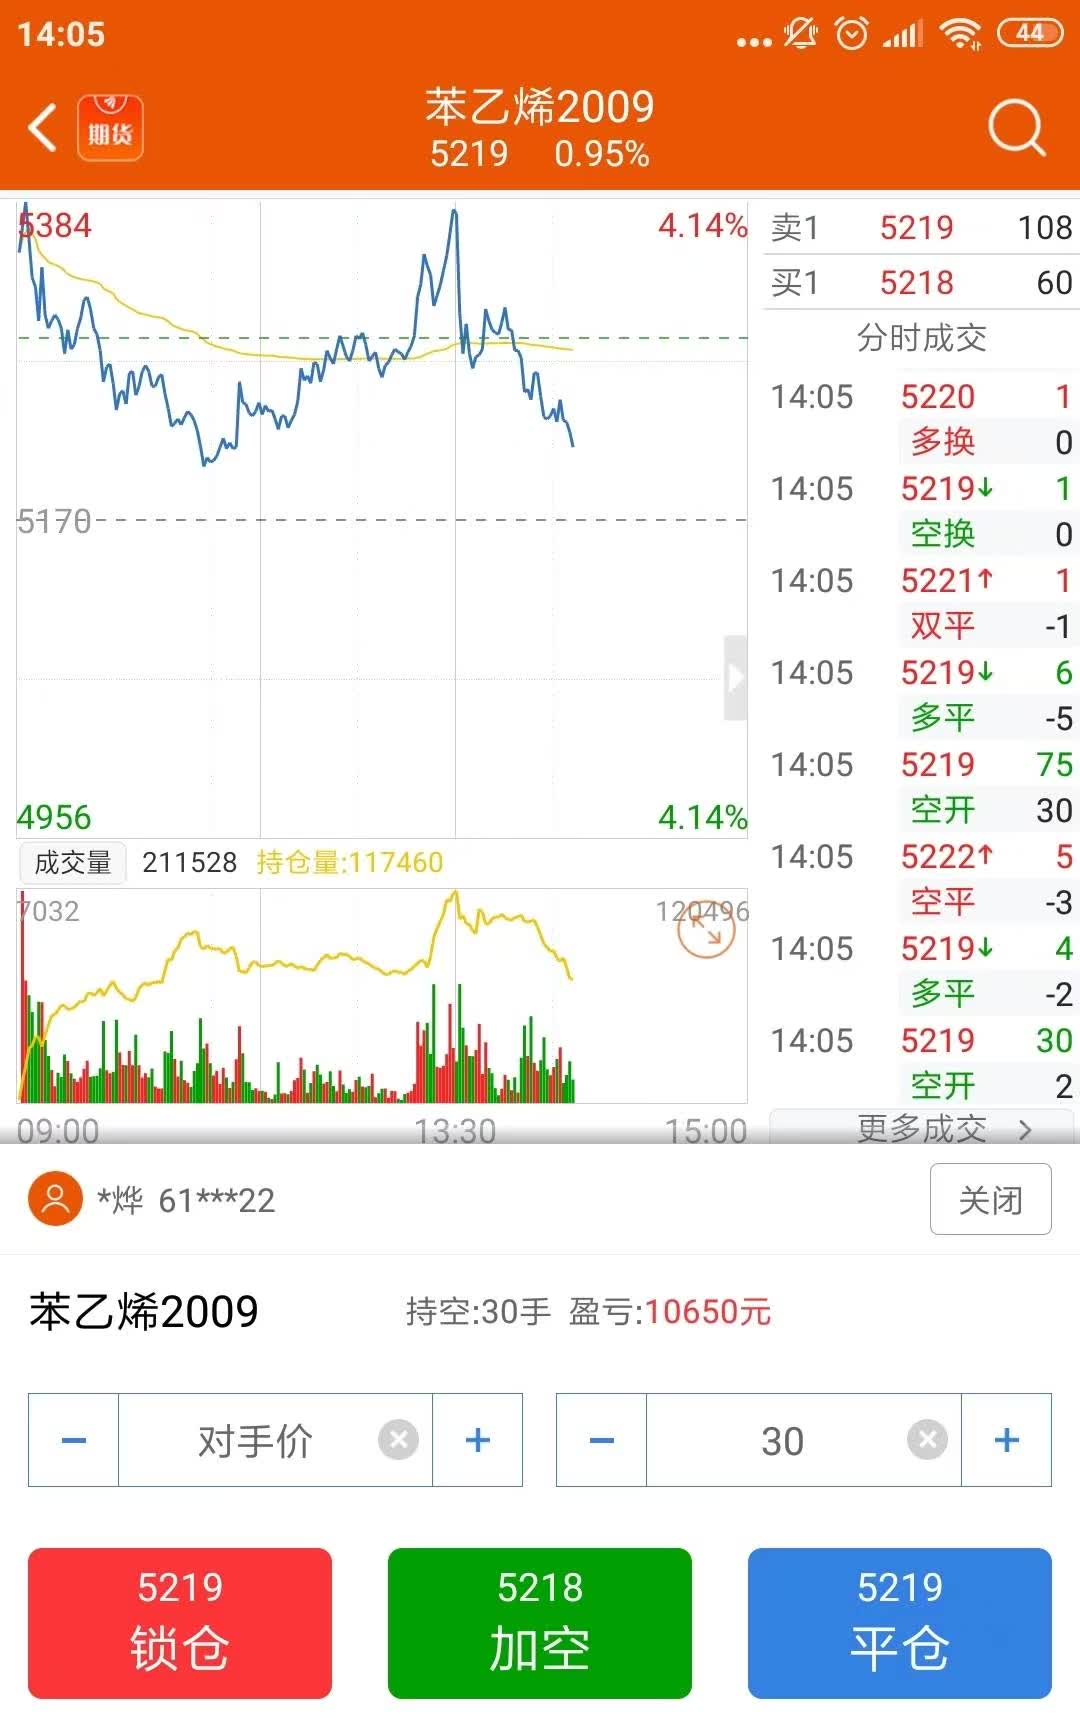 14:05
44
期货
苯乙烯2009
5219 0.95%
5384 4.14%
5170
4956 4.14%
卖1 5219 108
买1 5218 60
分时成交
14:05 5220 1
多换 0
14:05 5219↓ 1
空换 0
14:05 5221↑ 1
双平 -1
14:05 5219↓ 6
多平 -5
14:05 5219 75
空开 30
14:05 5222↑ 5
空平 -3
14:05 5219↓ 4
多平 -2
14:05 5219 30
空开 2
更多成交 >
成交量 211528 持仓量:117460
7032 120496
09:00 13:30 15:00
*烨 61***22 关闭
苯乙烯2009 持空:30手 盈亏:10650元
− 对手价 + − 30 +
5219 5218 5219
锁仓 加空 平仓